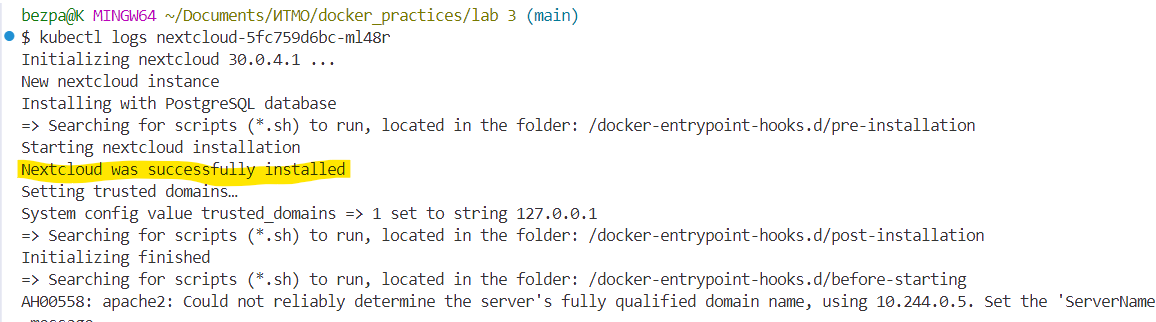 bezpa@K MINGW64 ~/Documents/ИТМО/docker_practices/lab 3 (main)
$ kubectl logs nextcloud-5fc759d6bc-ml48r
Initializing nextcloud 30.0.4.1 ...
New nextcloud instance
Installing with PostgreSQL database
=> Searching for scripts (*.sh) to run, located in the folder: /docker-entrypoint-hooks.d/pre-installation
Starting nextcloud installation
Nextcloud was successfully installed
Setting trusted domains…
System config value trusted_domains => 1 set to string 127.0.0.1
=> Searching for scripts (*.sh) to run, located in the folder: /docker-entrypoint-hooks.d/post-installation
Initializing finished
=> Searching for scripts (*.sh) to run, located in the folder: /docker-entrypoint-hooks.d/before-starting
AH00558: apache2: Could not reliably determine the server's fully qualified domain name, using 10.244.0.5. Set the 'ServerName
message